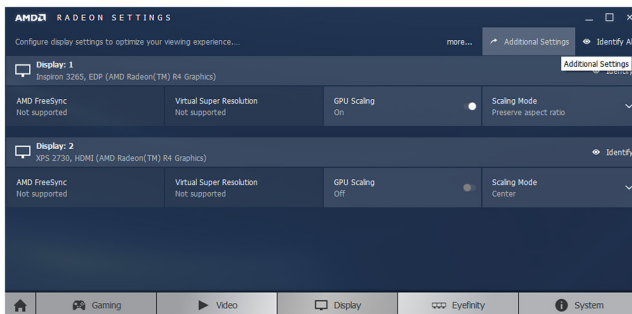 AMD RADEON SETTINGS
Configure display settings to optimize your viewing experience...
more... Additional Settings Identify Al
Additional Settings
Display: 1
Inspiron 3265, EDP (AMD Radeon(TM) R4 Graphics)
Identify
AMD FreeSync Virtual Super Resolution GPU Scaling Scaling Mode
Not supported Not supported On Preserve aspect ratio
Display: 2
XPS 2730, HDMI (AMD Radeon(TM) R4 Graphics)
Identify
AMD FreeSync Virtual Super Resolution GPU Scaling Scaling Mode
Not supported Not supported Off Center
Gaming Video Display Eyefinity System